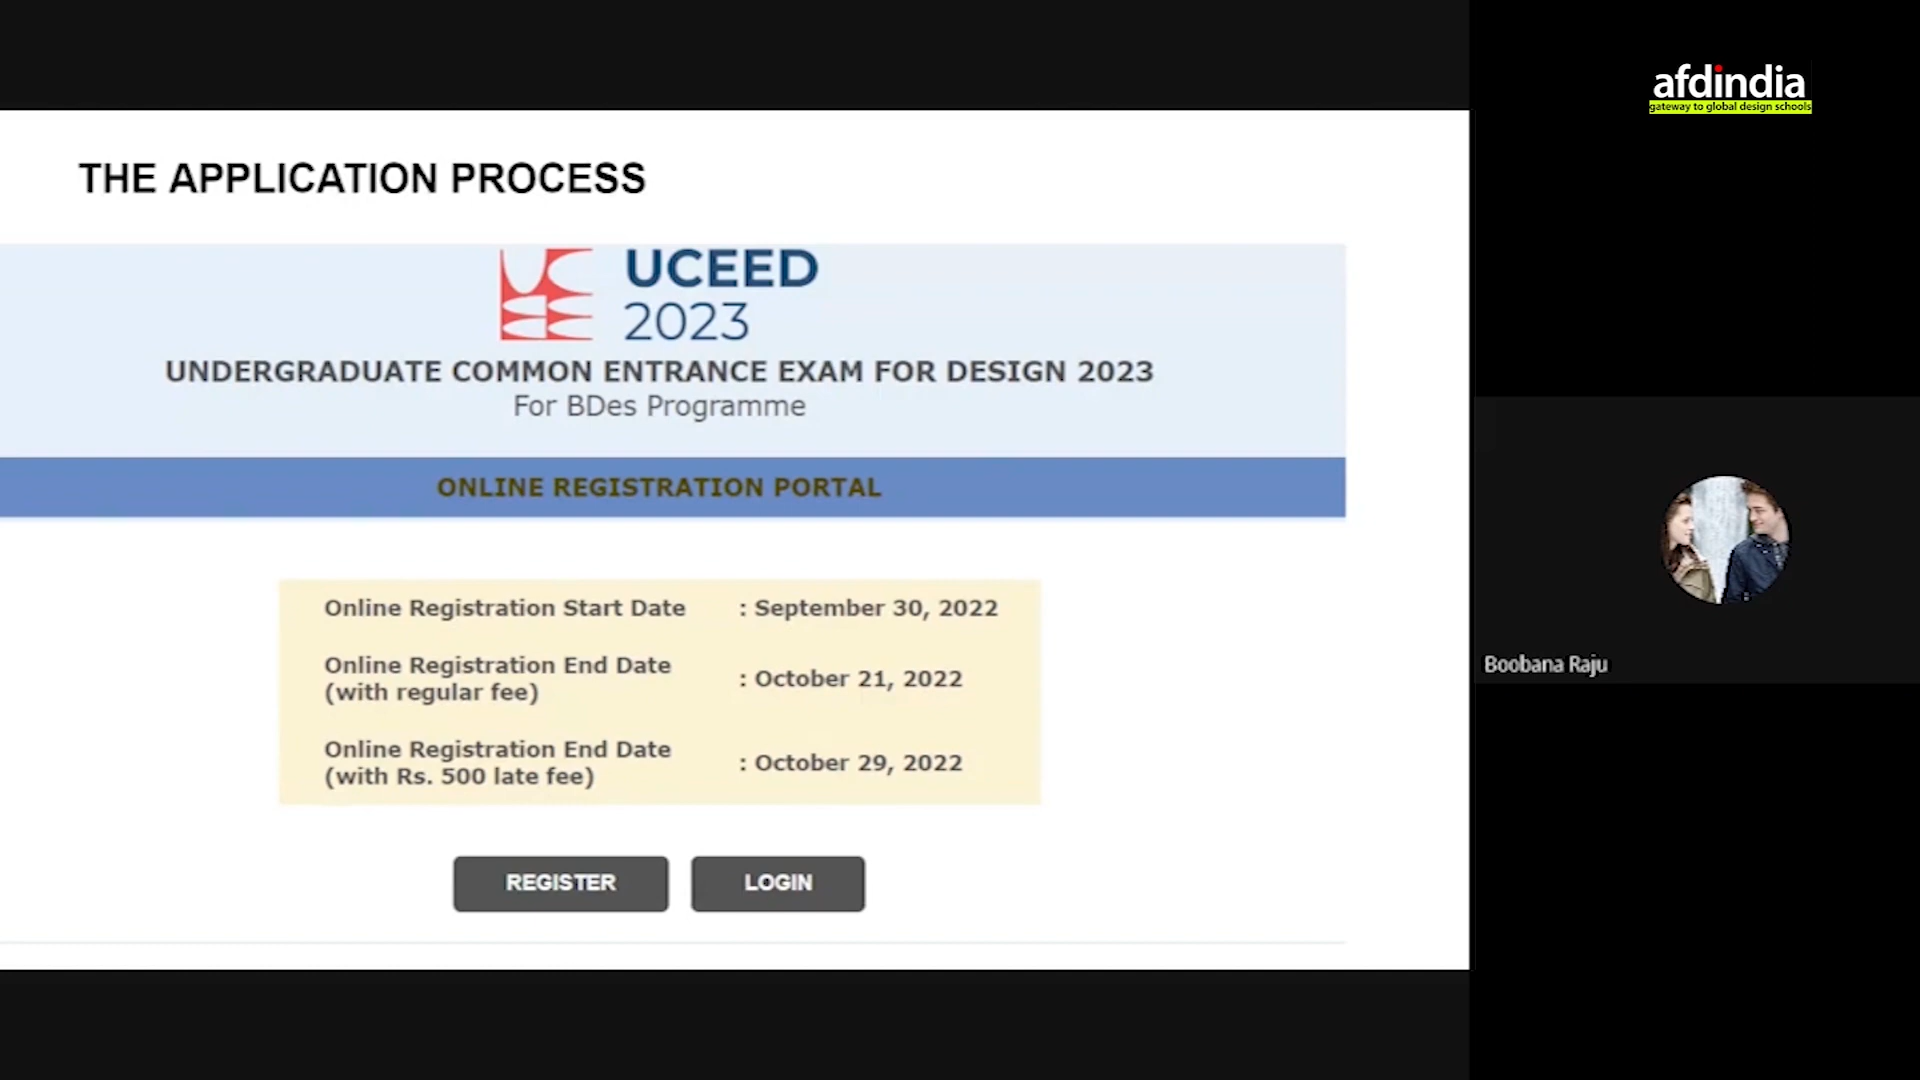 afdindia
gateway to global design schools
THE APPLICATION PROCESS
UCEED
2023
UNDERGRADUATE COMMON ENTRANCE EXAM FOR DESIGN 2023
For BDes Programme
ONLINE REGISTRATION PORTAL
Online Registration Start Date : September 30, 2022
Online Registration End Date
(with regular fee) : October 21, 2022
Online Registration End Date
(with Rs. 500 late fee) : October 29, 2022
REGISTER LOGIN
Boobana Raju